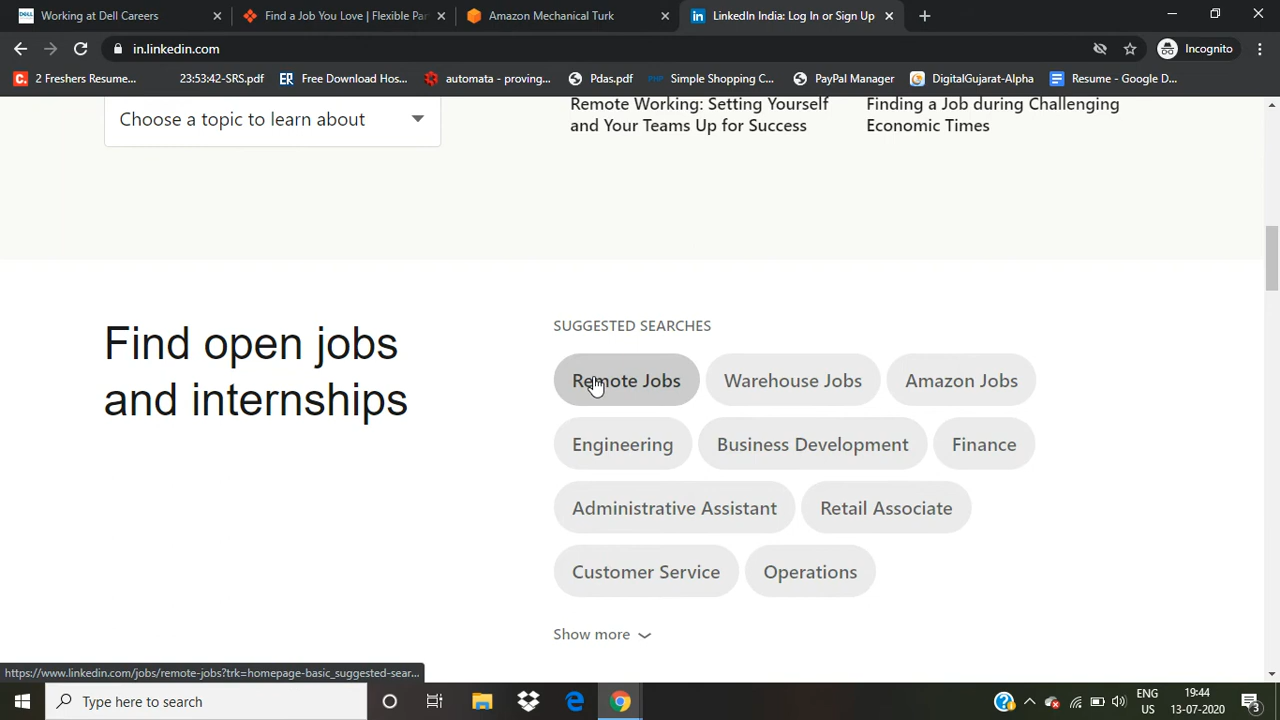 Working at Dell Careers
Find a Job You Love | Flexible Par
Amazon Mechanical Turk
LinkedIn India: Log In or Sign Up
in.linkedin.com
Incognito
2 Freshers Resume...
23:53:42-SRS.pdf
Free Download Hos...
automata - proving...
Pdas.pdf
Simple Shopping C...
PayPal Manager
DigitalGujarat-Alpha
Resume - Google D...
Choose a topic to learn about
Remote Working: Setting Yourself
and Your Teams Up for Success
Finding a Job during Challenging
Economic Times
Find open jobs
and internships
SUGGESTED SEARCHES
Remote Jobs
Warehouse Jobs
Amazon Jobs
Engineering
Business Development
Finance
Administrative Assistant
Retail Associate
Customer Service
Operations
Show more
https://www.linkedin.com/jobs/remote-jobs?trk=homepage-basic_suggested-sear...
Type here to search
ENG
US
19:44
13-07-2020
3